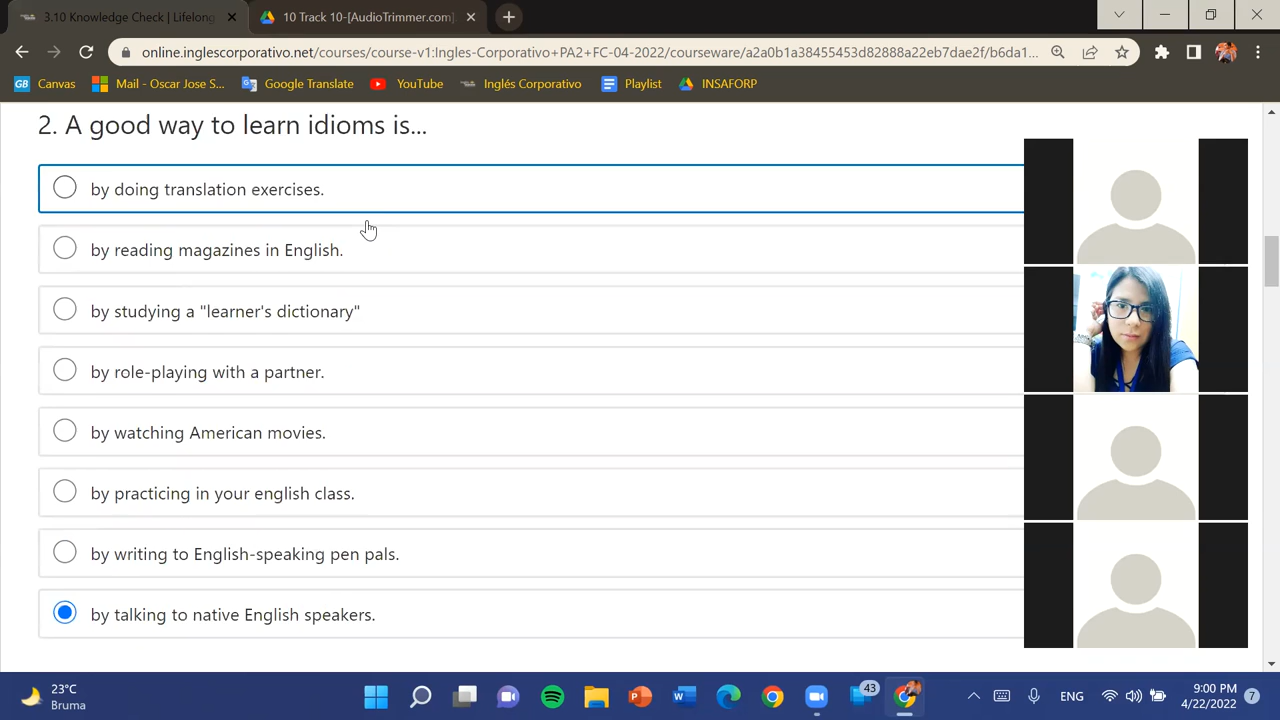 3.10 Knowledge Check | Lifelong
10 Track 10-[AudioTrimmer.com].
online.inglescorporativo.net/courses/course-v1:Ingles-Corporativo+PA2+FC-04-2022/courseware/a2a0b1a38455453d82888a22eb7dae2f/b6da1...
Canvas
Mail - Oscar Jose S...
Google Translate
YouTube
Inglés Corporativo
Playlist
INSAFORP
2. A good way to learn idioms is...
by doing translation exercises.
by reading magazines in English.
by studying a "learner's dictionary"
by role-playing with a partner.
by watching American movies.
by practicing in your english class.
by writing to English-speaking pen pals.
by talking to native English speakers.
23°C
Bruma
43
ENG
9:00 PM
4/22/2022
7